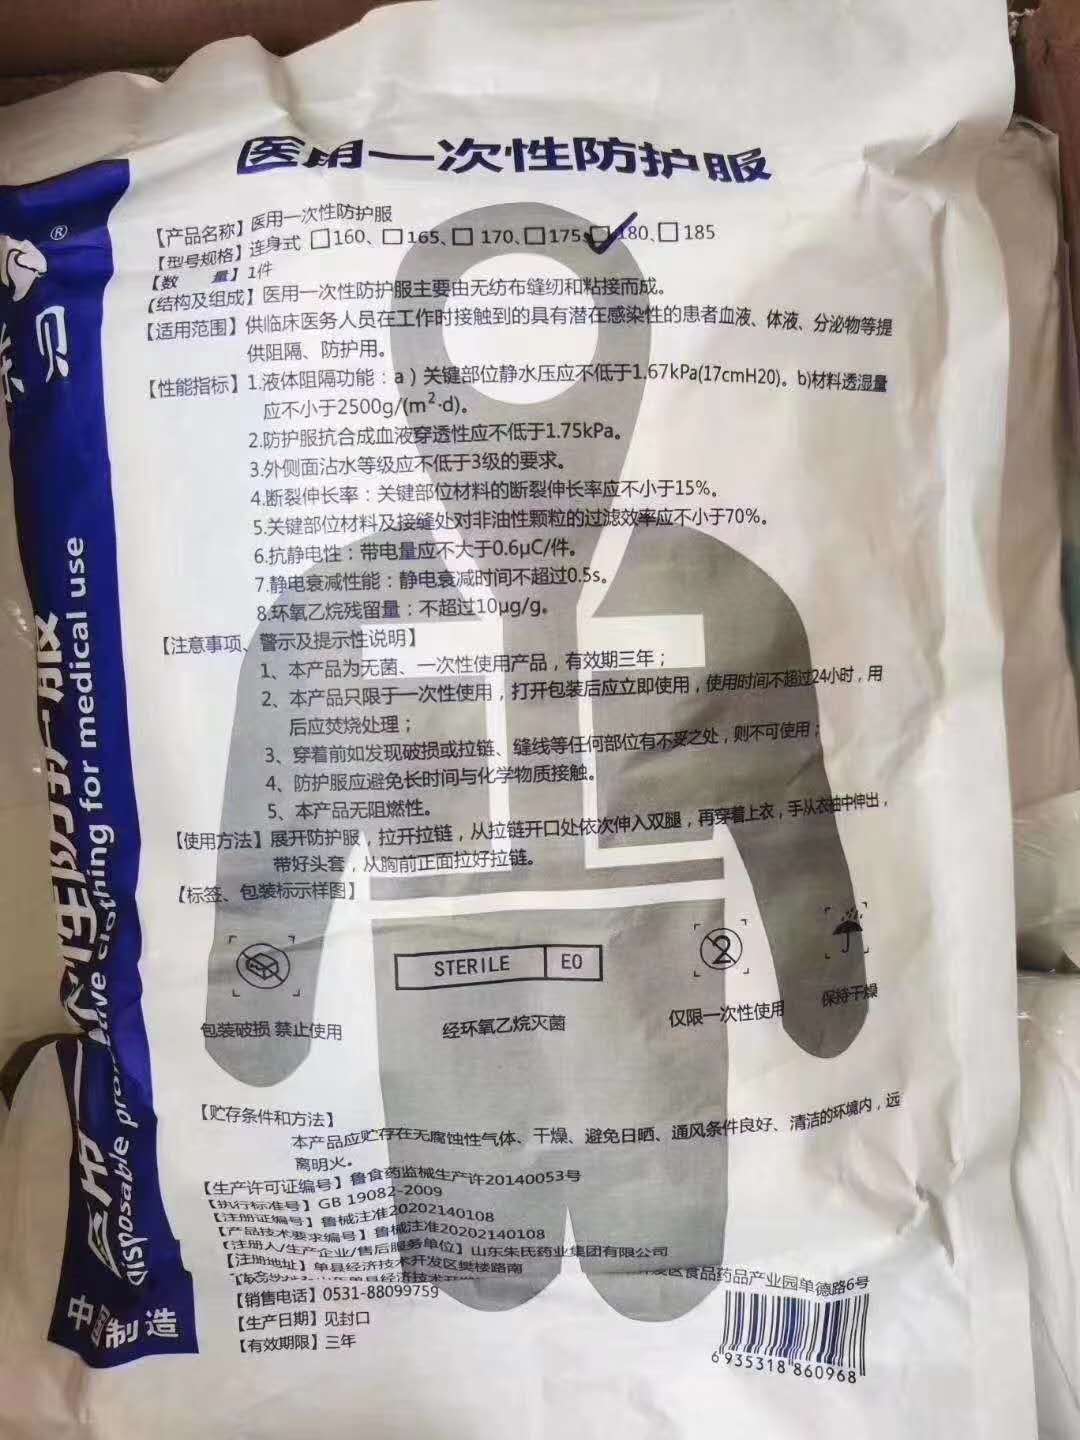 医用一次性防护服
【产品名称】医用一次性防护服
【型号规格】连身式 □160、□165、□ 170、□175、□180、□185
【数 量】1件
【结构及组成】医用一次性防护服主要由无纺布缝纫和粘接而成。
【适用范围】供临床医务人员在工作时接触到的具有潜在感染性的患者血液、体液、分泌物等提
供阻隔、防护用。
【性能指标】1.液体阻隔功能：a）关键部位静水压应不低于1.67kPa(17cmH20)。b)材料透湿量
应不小于2500g/(m²·d)。
2.防护服抗合成血液穿透性应不低于1.75kPa。
3.外侧面沾水等级应不低于3级的要求。
4.断裂伸长率：关键部位材料的断裂伸长率应不小于15%。
5.关键部位材料及接缝处对非油性颗粒的过滤效率应不小于70%。
6.抗静电性：带电量应不大于0.6μC/件。
7.静电衰减性能：静电衰减时间不超过0.5s。
8.环氧乙烷残留量：不超过10μg/g。
【注意事项、警示及提示性说明】
1、本产品为无菌、一次性使用产品，有效期三年；
2、本产品只限于一次性使用，打开包装后应立即使用，使用时间不超过24小时，用
后应焚烧处理；
3、穿着前如发现破损或拉链、缝线等任何部位有不妥之处，则不可使用；
4、防护服应避免长时间与化学物质接触。
5、本产品无阻燃性。
【使用方法】展开防护服，拉开拉链，从拉链开口处依次伸入双腿，再穿着上衣，手从衣袖中伸出，
带好头套，从胸前正面拉好拉链。
【标签、包装标示样图】
STERILE EO
2
包装破损 禁止使用
经环氧乙烷灭菌
仅限一次性使用
保持干燥
【贮存条件和方法】
本产品应贮存在无腐蚀性气体、干燥、避免日晒、通风条件良好、清洁的环境内，远
离明火。
【生产许可证编号】鲁食药监械生产许20140053号
【执行标准号】GB 19082-2009
【注册证编号】鲁械注准20202140108
【产品技术要求编号】鲁械注准20202140108
【注册人/生产企业/售后服务单位】山东朱氏药业集团有限公司
【注册地址】单县经济技术开发区樊楼路南
开发区食品药品产业园单德路6号
【销售电话】0531-88099759
【生产日期】见封口
【有效期限】三年
6 935318 860968
®
贝
一次性防护服
disposable protective clothing for medical use
中国制造